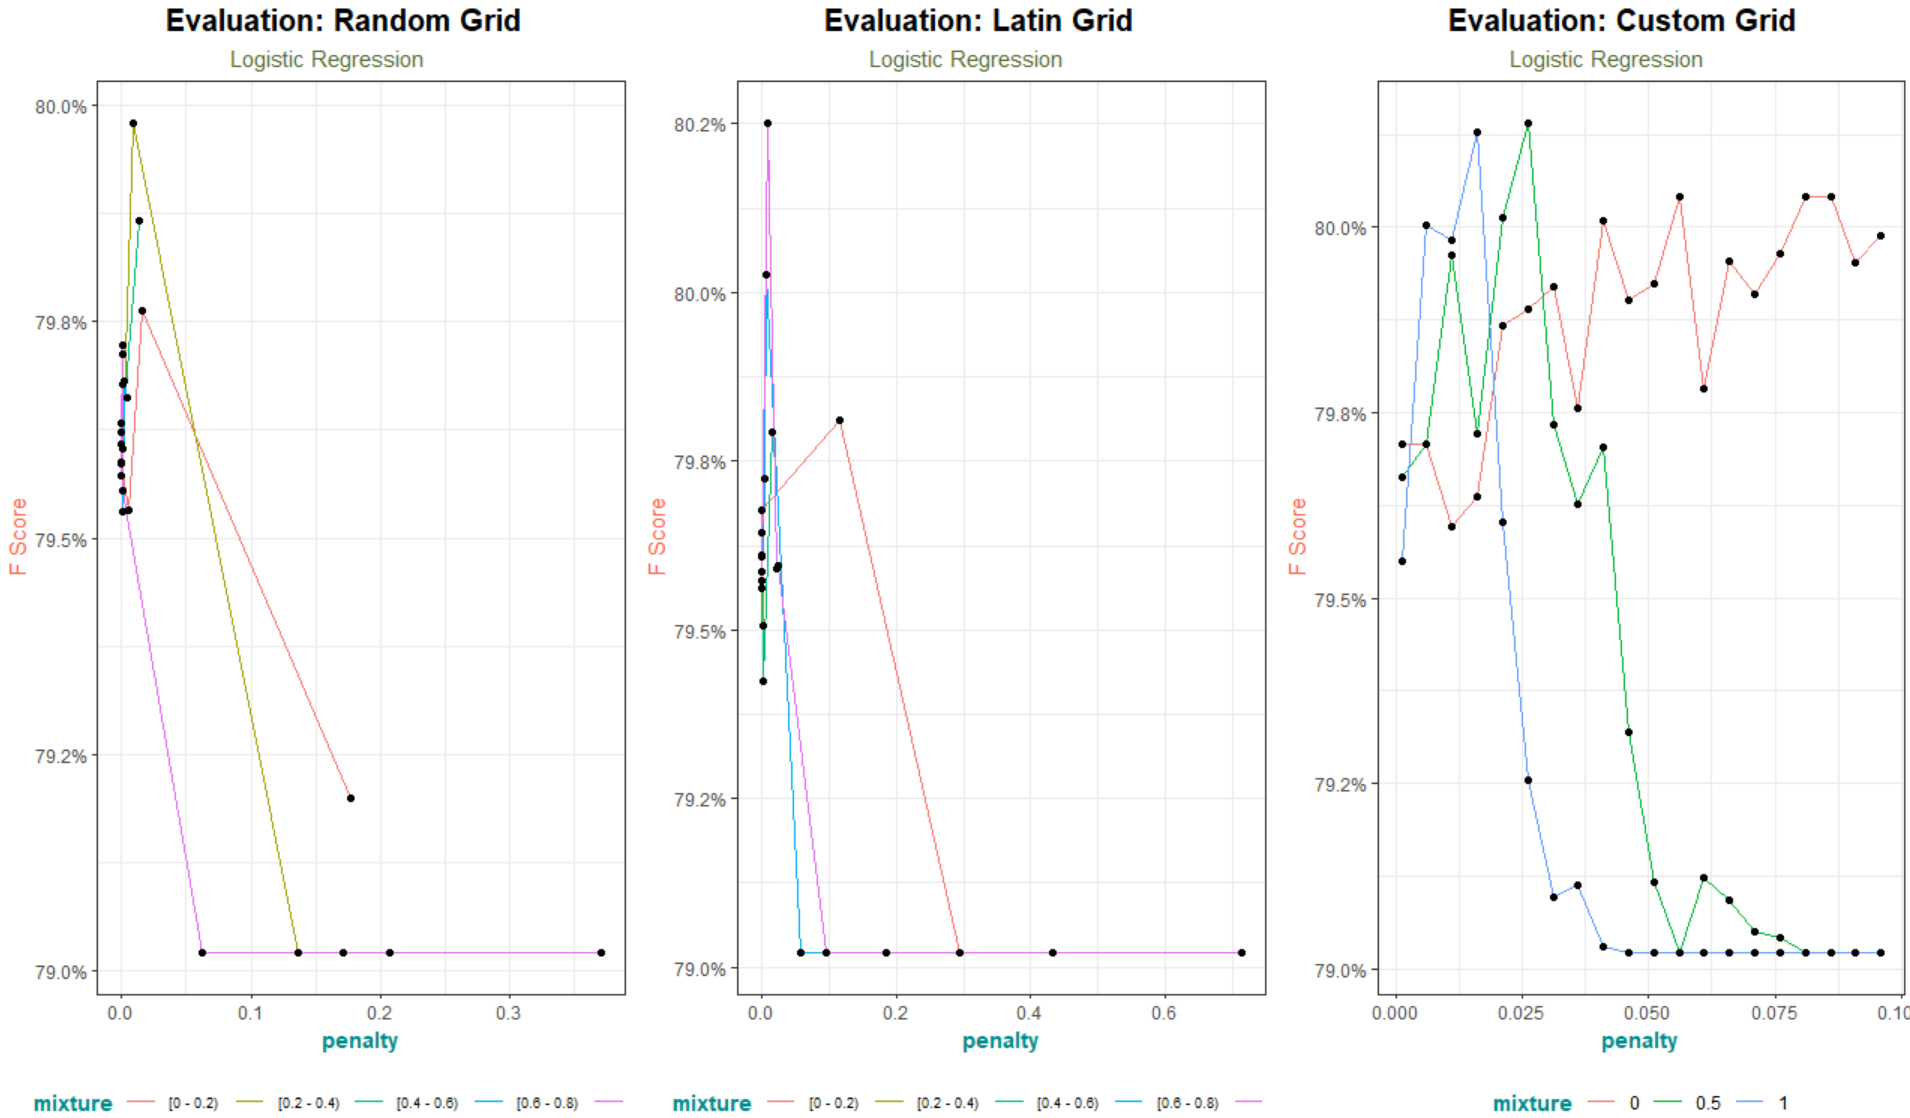 Evaluation: Random Grid
Logistic Regression
80.0%
79.8%
79.5%
79.2%
79.0%
F Score
0.0 0.1 0.2 0.3
penalty
mixture [0 - 0.2) [0.2 - 0.4) [0.4 - 0.6) [0.6 - 0.8)
Evaluation: Latin Grid
Logistic Regression
80.2%
80.0%
79.8%
79.5%
79.2%
79.0%
F Score
0.0 0.2 0.4 0.6
penalty
mixture [0 - 0.2) [0.2 - 0.4) [0.4 - 0.6) [0.6 - 0.8)
Evaluation: Custom Grid
Logistic Regression
80.0%
79.8%
79.5%
79.2%
79.0%
F Score
0.000 0.025 0.050 0.075 0.10
penalty
mixture 0 0.5 1